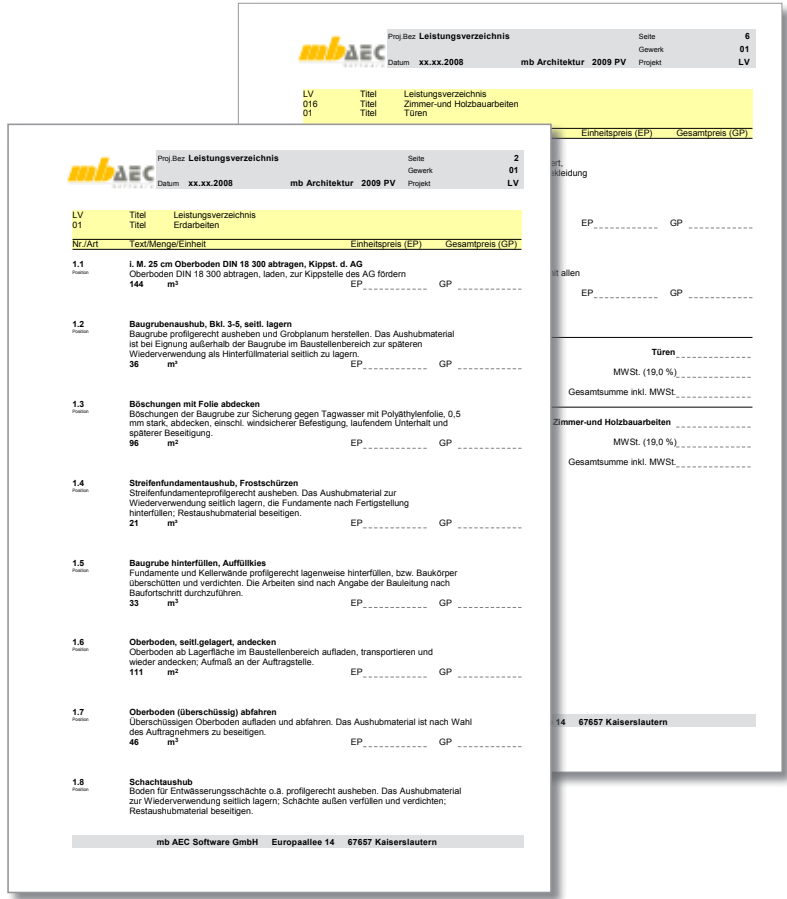 mbAEC
Software
Proj.Bez Leistungsverzeichnis Seite 6
Gewerk 01
Datum xx.xx.2008 mb Architektur 2009 PV Projekt LV
LV Titel Leistungsverzeichnis
016 Titel Zimmer-und Holzbauarbeiten
01 Titel Türen
Einheitspreis (EP) Gesamtpreis (GP)
ert,
ekleidung
EP GP
it allen
EP GP
Türen
MWSt. (19,0 %)
Gesamtsumme inkl. MWSt.
Zimmer-und Holzbauarbeiten
MWSt. (19,0 %)
Gesamtsumme inkl. MWSt.
14 67657 Kaiserslautern
mbAEC
Software
Proj.Bez Leistungsverzeichnis Seite 2
Gewerk 01
Datum xx.xx.2008 mb Architektur 2009 PV Projekt LV
LV Titel Leistungsverzeichnis
01 Titel Erdarbeiten
Nr./Art Text/Menge/Einheit Einheitspreis (EP) Gesamtpreis (GP)
1.1 i. M. 25 cm Oberboden DIN 18 300 abtragen, Kippst. d. AG
Position Oberboden DIN 18 300 abtragen, laden, zur Kippstelle des AG fördern
144 m³ EP GP
1.2 Baugrubenaushub, Bkl. 3-5, seitl. lagern
Position Baugrube profilgerecht ausheben und Grobplanum herstellen. Das Aushubmaterial
ist bei Eignung außerhalb der Baugrube im Baustellenbereich zur späteren
Wiederverwendung als Hinterfüllmaterial seitlich zu lagern.
36 m³ EP GP
1.3 Böschungen mit Folie abdecken
Position Böschungen der Baugrube zur Sicherung gegen Tagwasser mit Polyäthylenfolie, 0,5
mm stark, abdecken, einschl. windsicherer Befestigung, laufendem Unterhalt und
späterer Beseitigung.
96 m² EP GP
1.4 Streifenfundamentaushub, Frostschürzen
Position Streifenfundamenteprofilgerecht ausheben. Das Aushubmaterial zur
Wiederverwendung seitlich lagern, die Fundamente nach Fertigstellung
hinterfüllen; Restaushubmaterial beseitigen.
21 m³ EP GP
1.5 Baugrube hinterfüllen, Auffüllkies
Position Fundamente und Kellerwände profilgerecht lagenweise hinterfüllen, bzw. Baukörper
überschütten und verdichten. Die Arbeiten sind nach Angabe der Bauleitung nach
Baufortschritt durchzuführen.
33 m³ EP GP
1.6 Oberboden, seitl.gelagert, andecken
Position Oberboden ab Lagerfläche im Baustellenbereich aufladen, transportieren und
wieder andecken; Aufmaß an der Auftragstelle.
111 m² EP GP
1.7 Oberboden (überschüssig) abfahren
Position Überschüssigen Oberboden aufladen und abfahren. Das Aushubmaterial ist nach Wahl
des Auftragnehmers zu beseitigen.
46 m³ EP GP
1.8 Schachtaushub
Position Boden für Entwässerungsschächte o.ä. profilgerecht ausheben. Das Aushubmaterial
zur Wiederverwendung seitlich lagern; Schächte außen verfüllen und verdichten;
Restaushubmaterial beseitigen.
mb AEC Software GmbH Europaallee 14 67657 Kaiserslautern